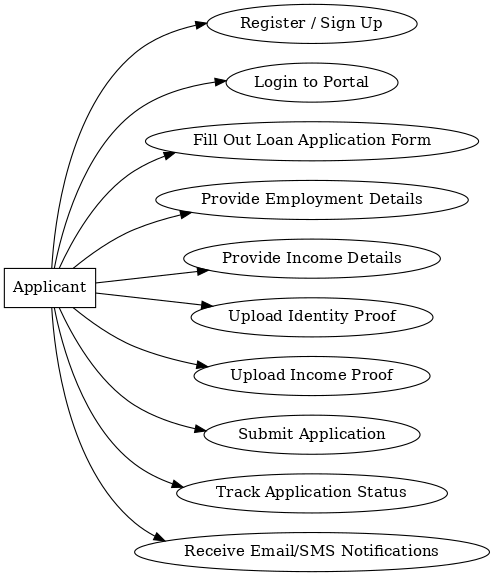 Register / Sign Up
Login to Portal
Fill Out Loan Application Form
Provide Employment Details
Provide Income Details
Applicant
Upload Identity Proof
Upload Income Proof
Submit Application
Track Application Status
Receive Email/SMS Notifications